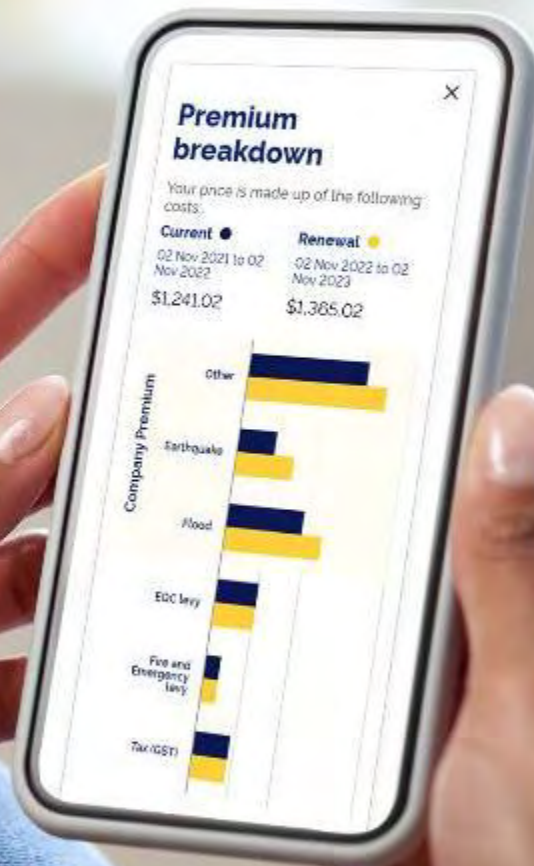 Premium
breakdown
Your price is made up of the following
costs:
Current
Renewal
02 Nov 2021 to 02
Nov 2022
02 Nov 2022 to 02
Nov 2023
$1,241.02
$1,365.02
Company Premium
Other
Earthquake
Flood
EQC levy
Fire and
Emergency
levy
Tax (GST)